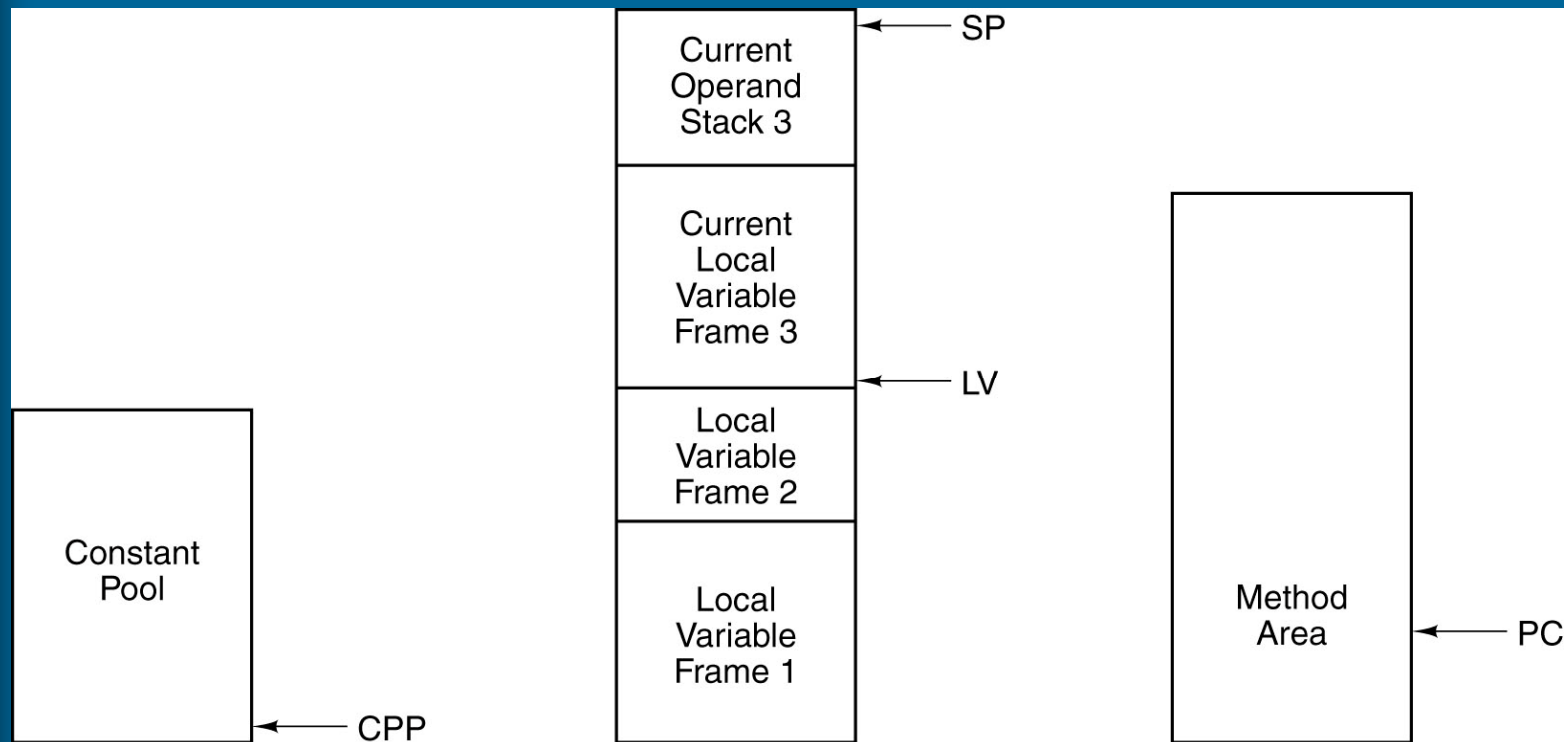 Constant
Pool
CPP
Current
Operand
Stack 3
SP
Current
Local
Variable
Frame 3
LV
Local
Variable
Frame 2
Local
Variable
Frame 1
Method
Area
PC